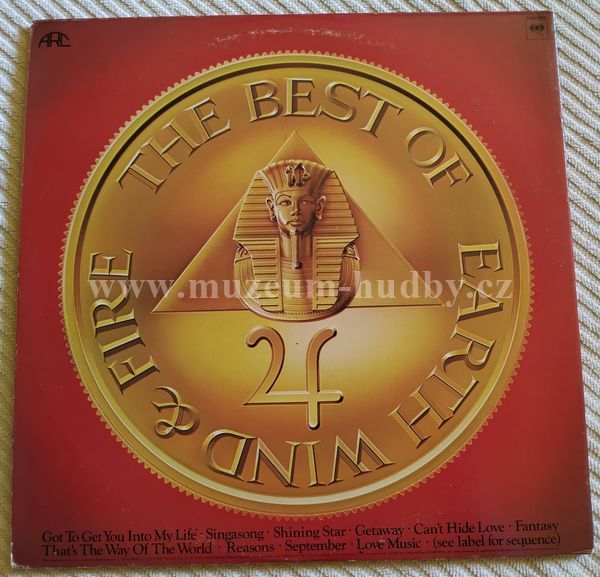 ARC
THE BEST OF
EARTH WIND & FIRE
www.muzeum-hudby.cz
Got To Get You Into My Life · Singasong · Shining Star · Getaway · Can't Hide Love · Fantasy
That's The Way Of The World · Reasons · September · Love Music · (see label for sequence)